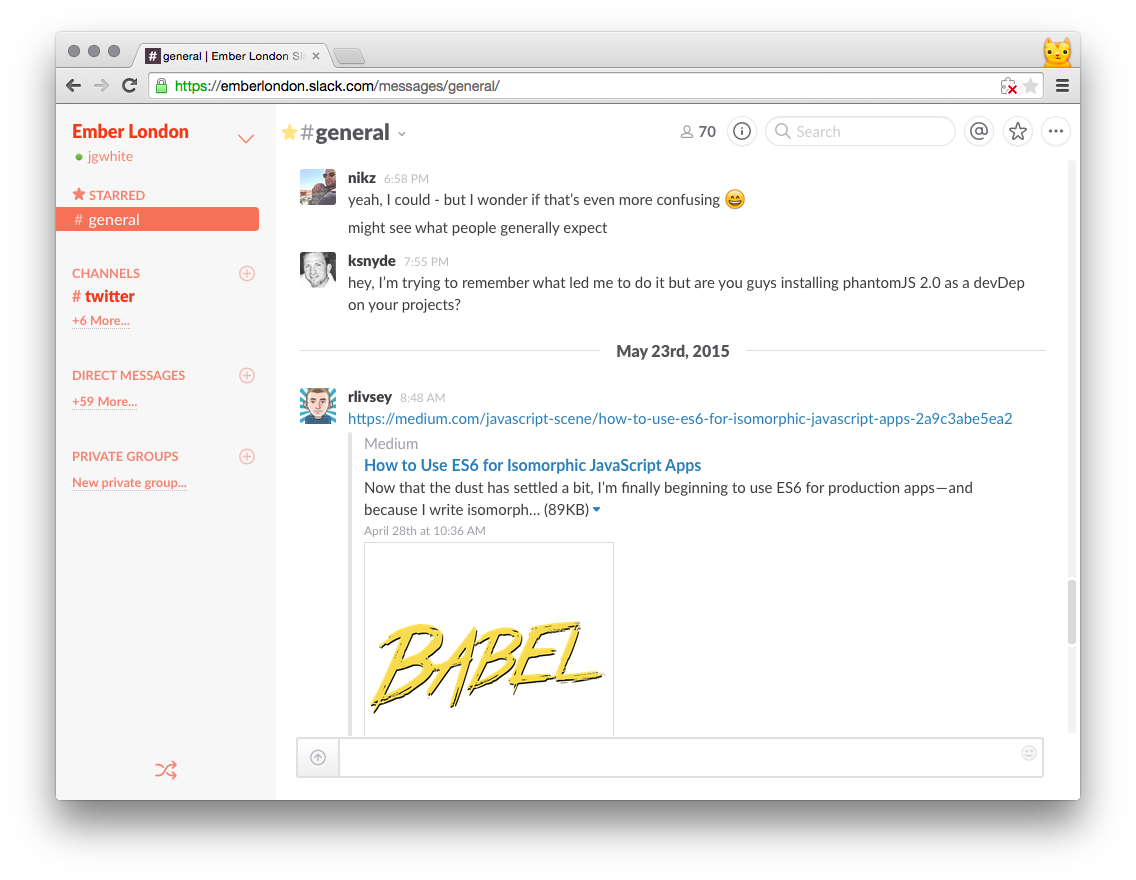 # general | Ember London Sl
https://emberlondon.slack.com/messages/general/
Ember London
jgwhite
STARRED
# general
CHANNELS
# twitter
+6 More...
DIRECT MESSAGES
+59 More...
PRIVATE GROUPS
New private group...
#general
70
Search
nikz 6:58 PM
yeah, I could - but I wonder if that's even more confusing
might see what people generally expect
ksnyde 7:55 PM
hey, I'm trying to remember what led me to do it but are you guys installing phantomJS 2.0 as a devDep
on your projects?
May 23rd, 2015
rlivsey 8:48 AM
https://medium.com/javascript-scene/how-to-use-es6-for-isomorphic-javascript-apps-2a9c3abe5ea2
Medium
How to Use ES6 for Isomorphic JavaScript Apps
Now that the dust has settled a bit, I'm finally beginning to use ES6 for production apps—and
because I write isomorph... (89KB)
April 28th at 10:36 AM
BABEL